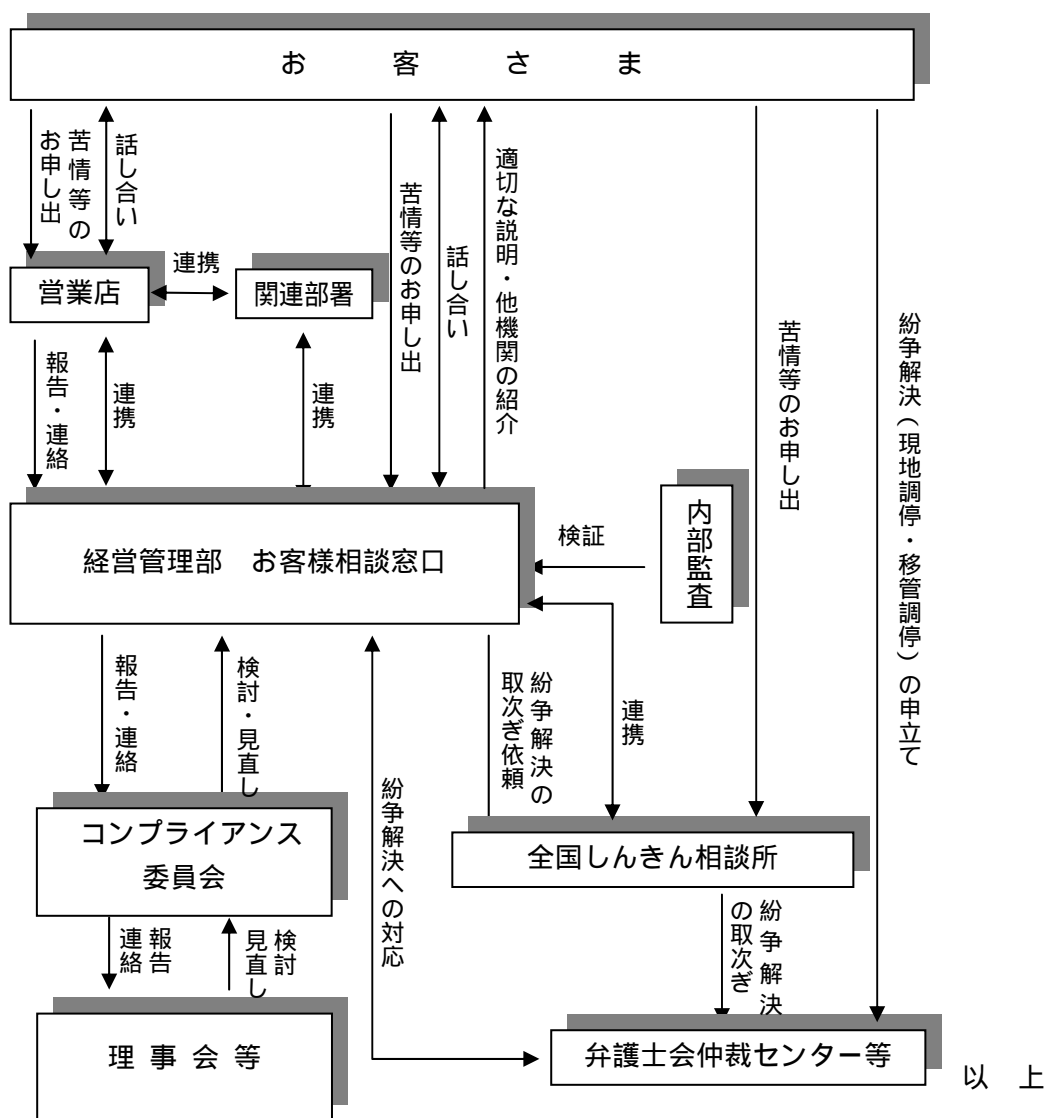 お　客　さ　ま
苦情等の
お申し出
話し合い
苦情等のお申し出
話し合い
適切な説明・他機関の紹介
苦情等のお申し出
紛争解決（現地調停・移管調停）の申立て
営業店
連携
関連部署
報告・連絡
連携
連携
経営管理部　お客様相談窓口
検証
内部監査
報告・連絡
検討・見直し
紛争解決への対応
紛争解決の
取次ぎ依頼
連携
コンプライアンス
委員会
全国しんきん相談所
報告
連絡
検討
見直し
紛争解決
の取次ぎ
理 事 会 等
弁護士会仲裁センター等
以　上